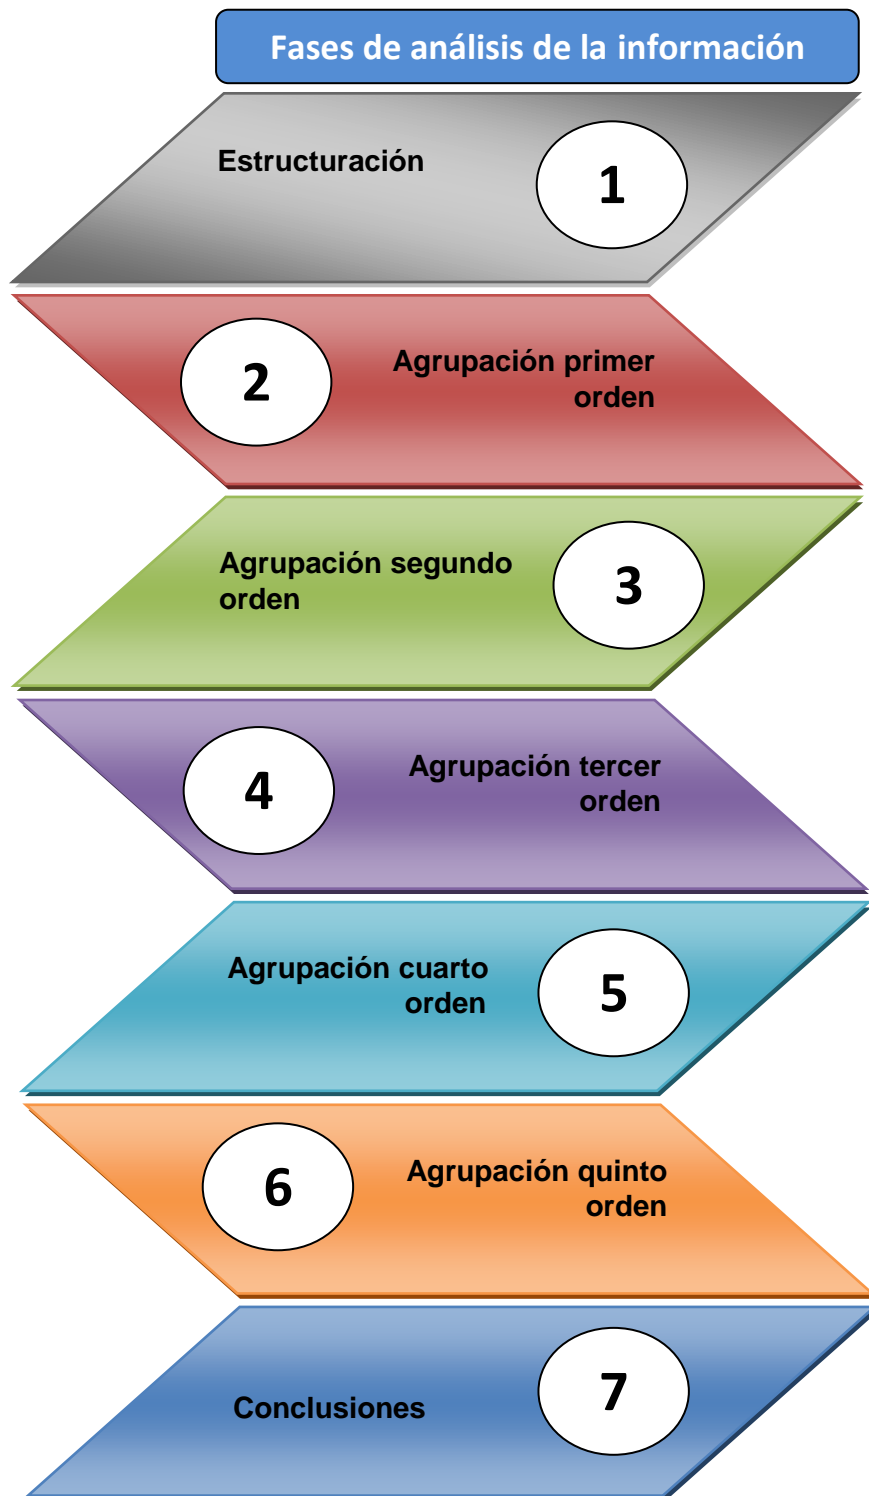 Fases de análisis de la información
Estructuración
1
2
Agrupación primer
orden
Agrupación segundo
orden
3
4
Agrupación tercer
orden
Agrupación cuarto
orden
5
6
Agrupación quinto
orden
Conclusiones
7